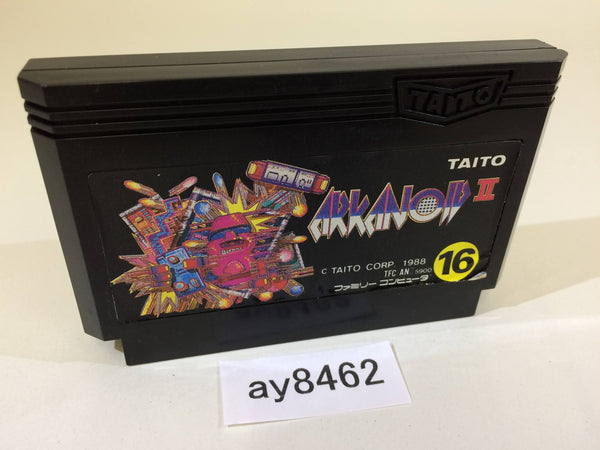 TAITO
TAITO
ARKANOID II
c TAITO CORP 1988
TFC AN 5900
16
ファミリー コンピュータ
ay8462